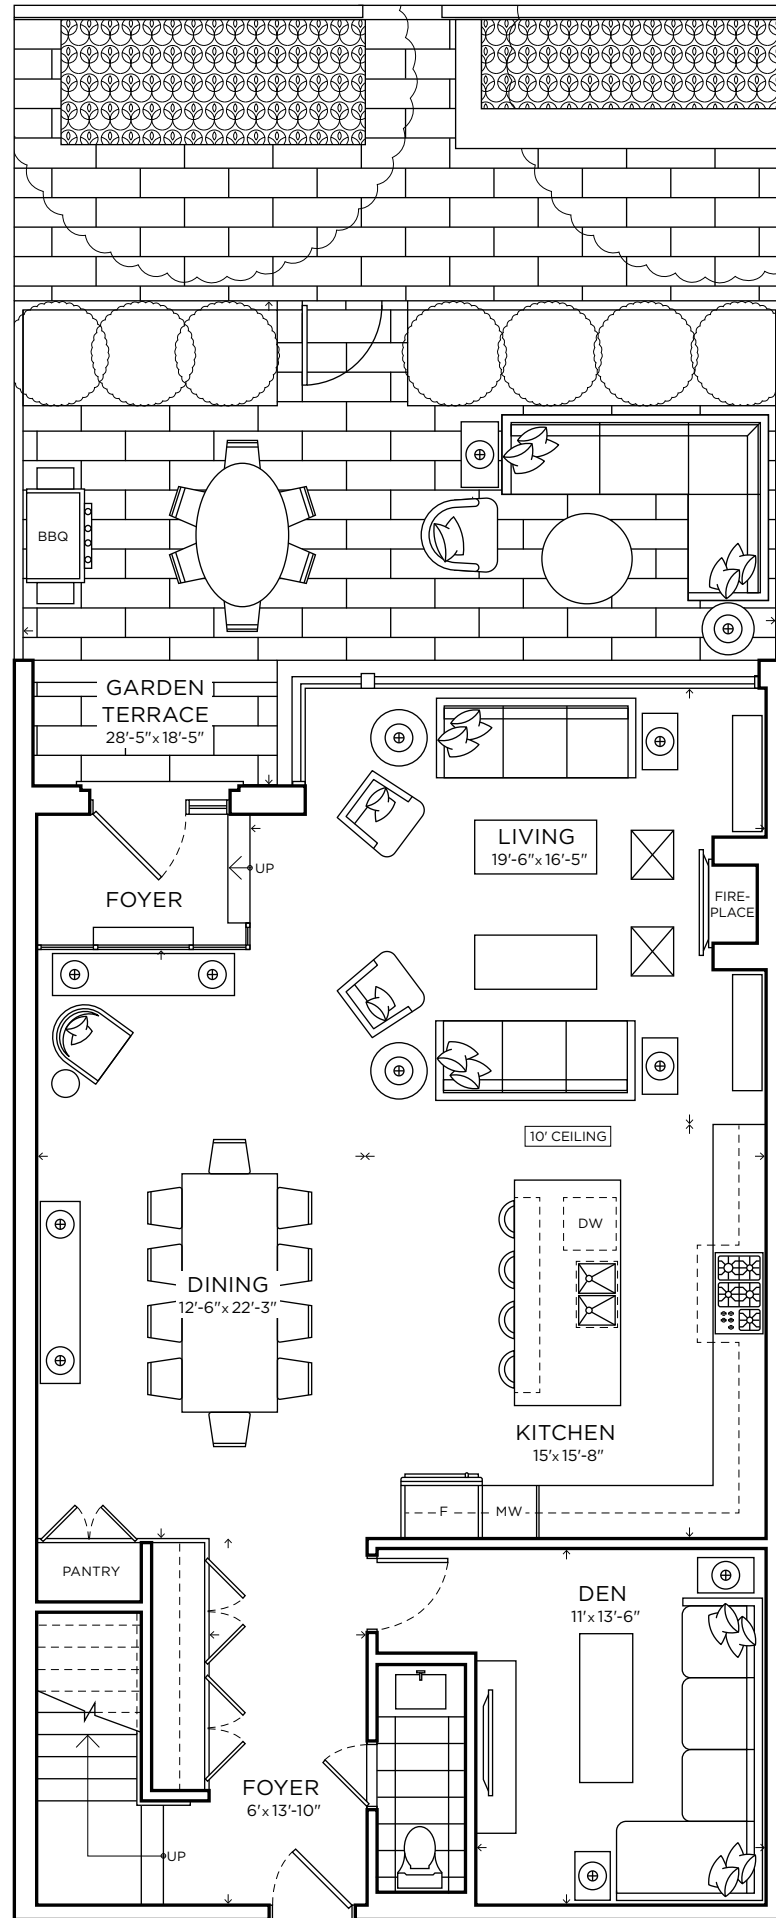 BBQ
GARDEN
TERRACE
28'-5" x 18'-5"
LIVING
19'-6" x 16'-5"
UP
FOYER
FIRE-
PLACE
10' CEILING
DW
DINING
12'-6" x 22'-3"
KITCHEN
15' x 15'-8"
F
MW
PANTRY
DEN
11' x 13'-6"
FOYER
6' x 13'-10"
UP